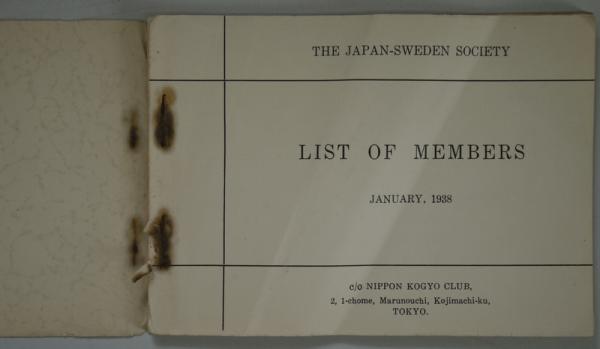 THE JAPAN-SWEDEN SOCIETY
LIST OF MEMBERS
JANUARY, 1938
c/o NIPPON KOGYO CLUB,
2, 1-chome, Marunouchi, Kojimachi-ku,
TOKYO.